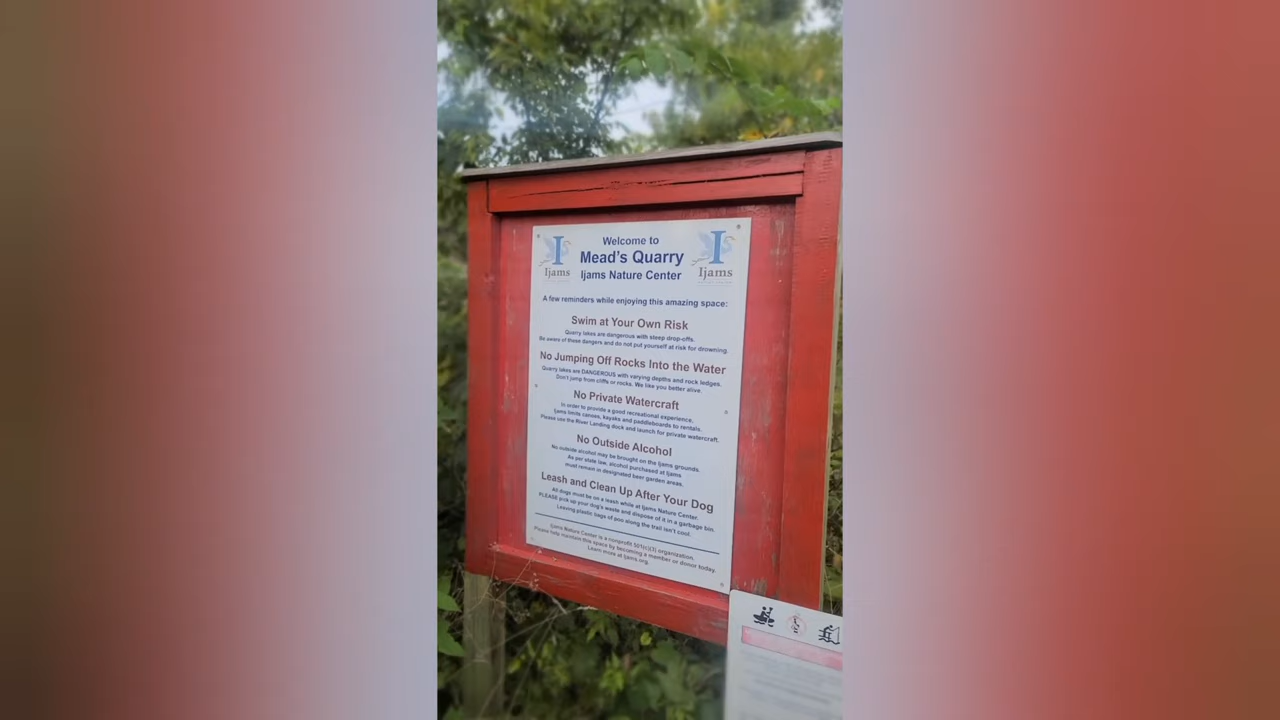 I
Ijams
I
Ijams
Welcome to
Mead's Quarry
Ijams Nature Center
A few reminders while enjoying this amazing space:
Swim at Your Own Risk
Quarry lakes are dangerous with steep drop-offs.
Be aware of these dangers and do not put yourself at risk for drowning.
No Jumping Off Rocks Into the Water
Quarry lakes are DANGEROUS with varying depths and rock ledges.
Don't jump from cliffs or rocks. We like you better alive.
No Private Watercraft
In order to provide a good recreational experience,
Ijams limits canoes, kayaks and paddleboards to rentals.
Please use the River Landing dock and launch for private watercraft.
No Outside Alcohol
No outside alcohol may be brought on the Ijams grounds.
As per state law, alcohol purchased at Ijams
must remain in designated beer garden areas.
Leash and Clean Up After Your Dog
All dogs must be on a leash while at Ijams Nature Center.
PLEASE pick up your dog's waste and dispose of it in a garbage bin.
Leaving plastic bags of poo along the trail isn't cool.
Ijams Nature Center is a nonprofit 501(c)(3) organization.
Please help maintain this space by becoming a member or donor today.
Learn more at Ijams.org.